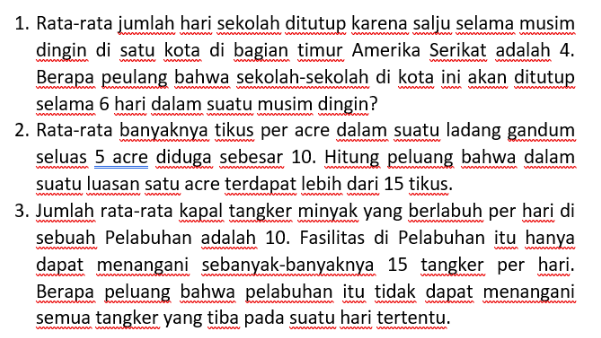 1. Rata-rata jumlah hari sekolah ditutup karena salju selama musim
dingin di satu kota di bagian timur Amerika Serikat adalah 4.
Berapa peulang bahwa sekolah-sekolah di kota ini akan ditutup
selama 6 hari dalam suatu musim dingin?
2. Rata-rata banyaknya tikus per acre dalam suatu ladang gandum
seluas 5 acre diduga sebesar 10. Hitung peluang bahwa dalam
suatu luasan satu acre terdapat lebih dari 15 tikus.
3. Jumlah rata-rata kapal tangker minyak yang berlabuh per hari di
sebuah Pelabuhan adalah 10. Fasilitas di Pelabuhan itu hanya
dapat menangani sebanyak-banyaknya 15 tangker per hari.
Berapa peluang bahwa pelabuhan itu tidak dapat menangani
semua tangker yang tiba pada suatu hari tertentu.